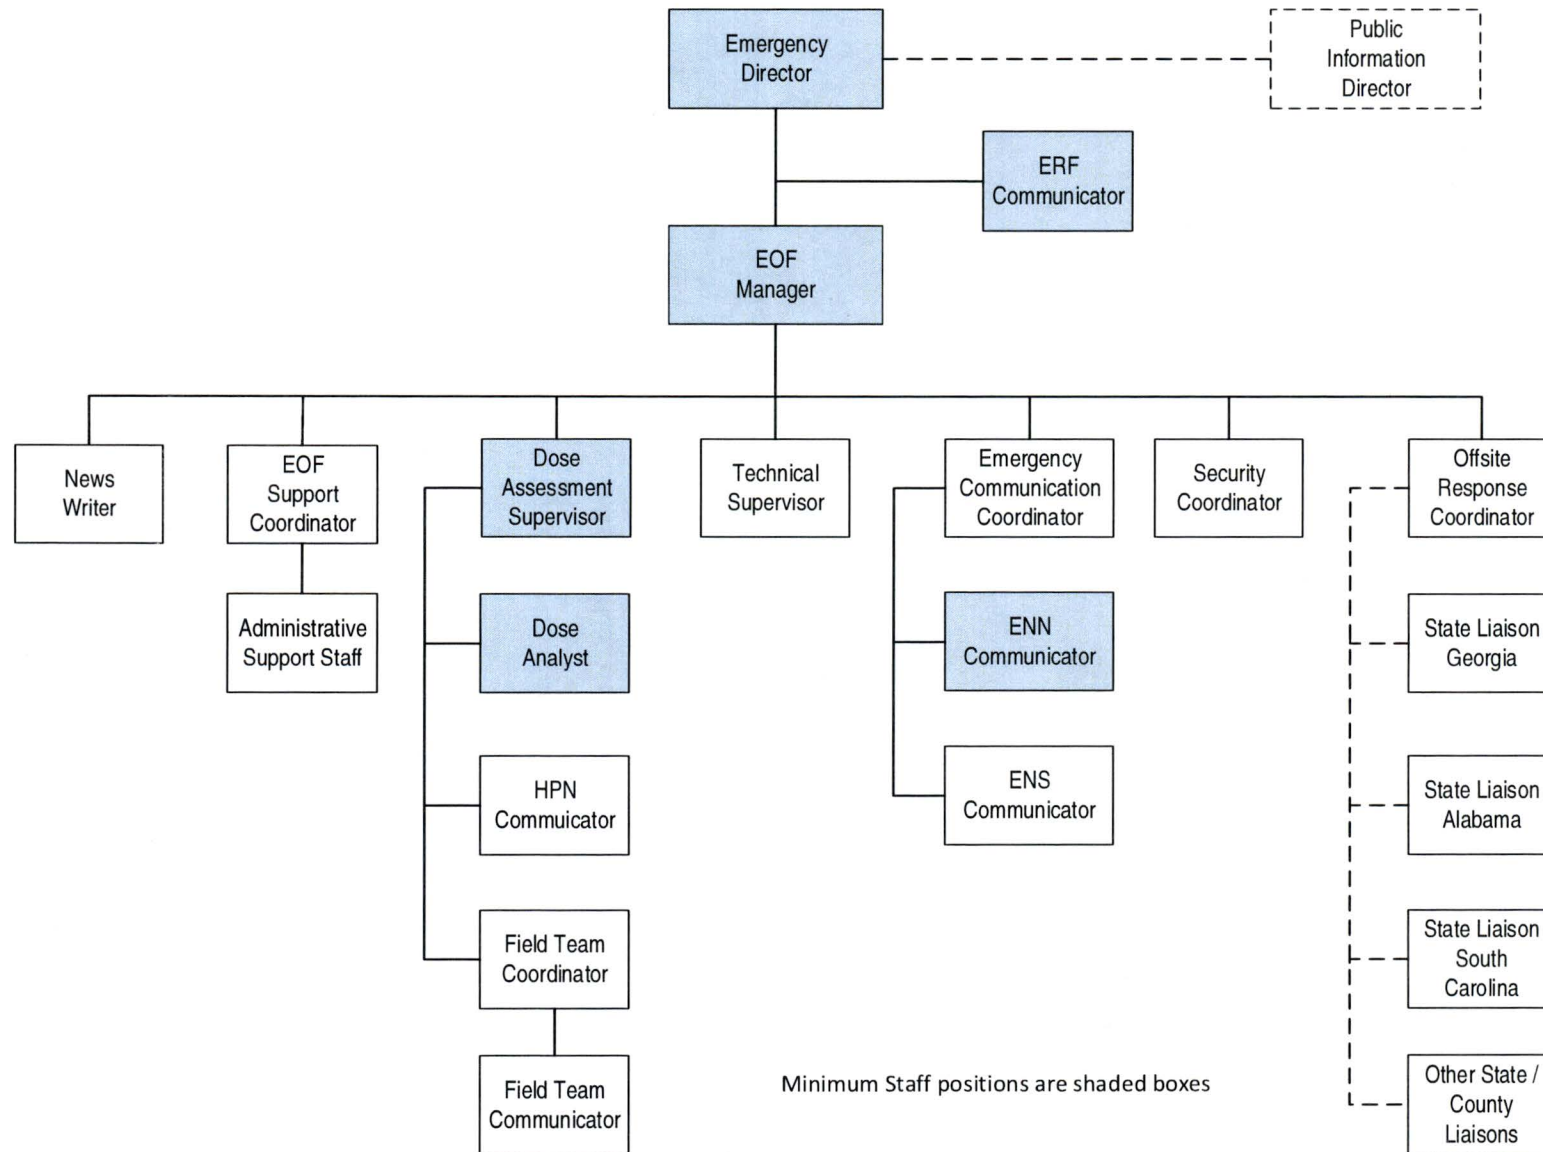 Emergency
Director
Public
Information
Director
ERF
Communicator
EOF
Manager
News
Writer
EOF
Support
Coordinator
Dose
Assessment
Supervisor
Technical
Supervisor
Emergency
Communication
Coordinator
Security
Coordinator
Offsite
Response
Coordinator
Administrative
Support Staff
Dose
Analyst
ENN
Communicator
State Liaison
Georgia
HPN
Commuicator
ENS
Communicator
State Liaison
Alabama
Field Team
Coordinator
State Liaison
South
Carolina
Field Team
Communicator
Minimum Staff positions are shaded boxes
Other State /
County
Liaisons